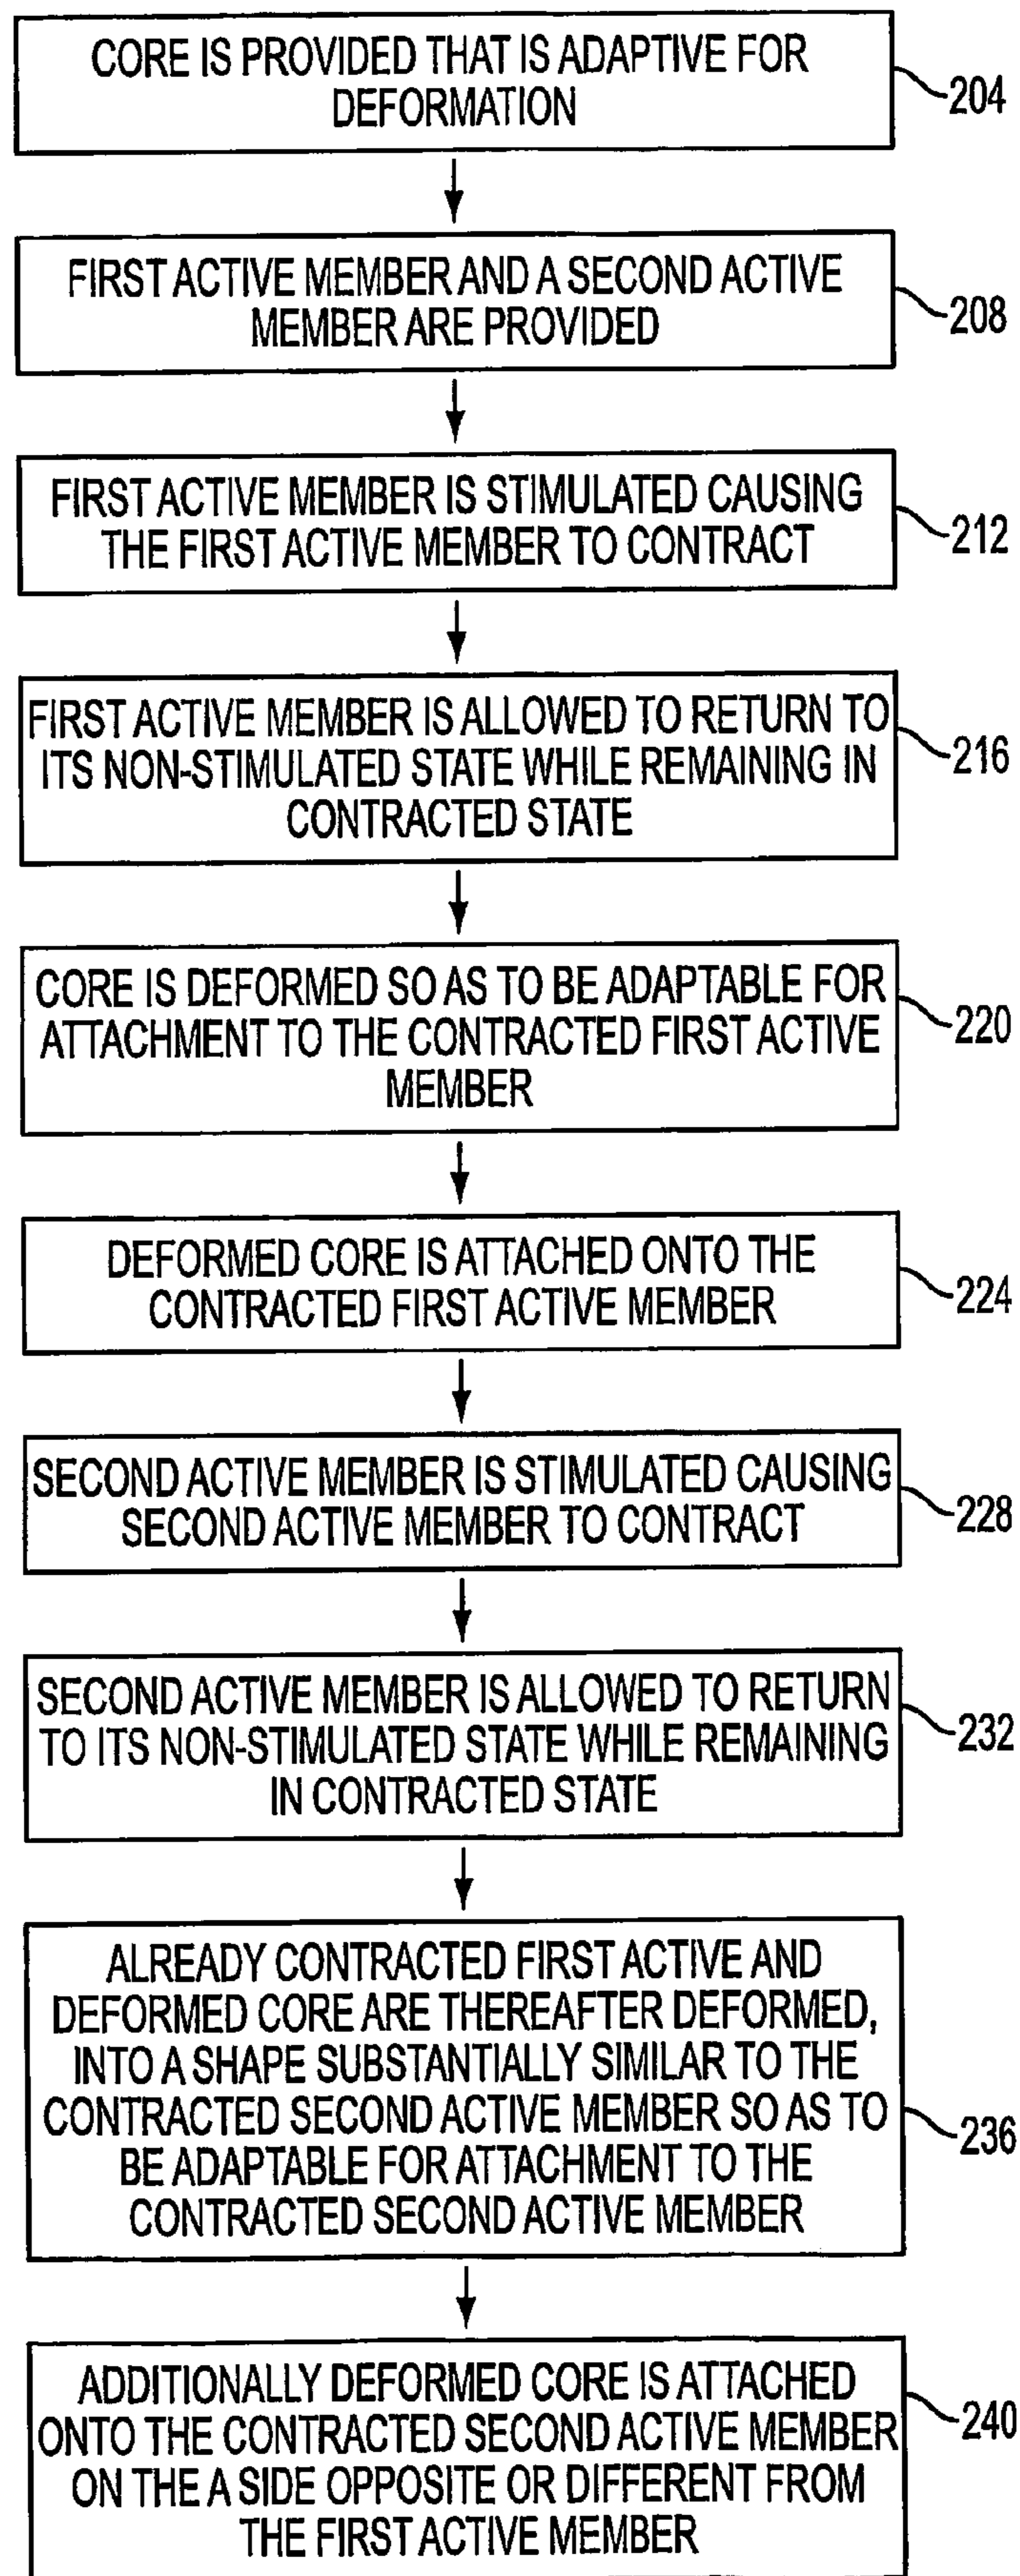 CORE IS PROVIDED THAT IS ADAPTIVE FOR
DEFORMATION
204
FIRST ACTIVE MEMBER AND A SECOND ACTIVE
MEMBER ARE PROVIDED
208
FIRST ACTIVE MEMBER IS STIMULATED CAUSING
THE FIRST ACTIVE MEMBER TO CONTRACT
212
FIRST ACTIVE MEMBER IS ALLOWED TO RETURN TO
ITS NON-STIMULATED STATE WHILE REMAINING IN
CONTRACTED STATE
216
CORE IS DEFORMED SO AS TO BE ADAPTABLE FOR
ATTACHMENT TO THE CONTRACTED FIRST ACTIVE
MEMBER
220
DEFORMED CORE IS ATTACHED ONTO THE
CONTRACTED FIRST ACTIVE MEMBER
224
SECOND ACTIVE MEMBER IS STIMULATED CAUSING
SECOND ACTIVE MEMBER TO CONTRACT
228
SECOND ACTIVE MEMBER IS ALLOWED TO RETURN
TO ITS NON-STIMULATED STATE WHILE REMAINING
IN CONTRACTED STATE
232
ALREADY CONTRACTED FIRST ACTIVE AND
DEFORMED CORE ARE THEREAFTER DEFORMED,
INTO A SHAPE SUBSTANTIALLY SIMILAR TO THE
CONTRACTED SECOND ACTIVE MEMBER SO AS TO
BE ADAPTABLE FOR ATTACHMENT TO THE
CONTRACTED SECOND ACTIVE MEMBER
236
ADDITIONALLY DEFORMED CORE IS ATTACHED
ONTO THE CONTRACTED SECOND ACTIVE MEMBER
ON THE A SIDE OPPOSITE OR DIFFERENT FROM
THE FIRST ACTIVE MEMBER
240